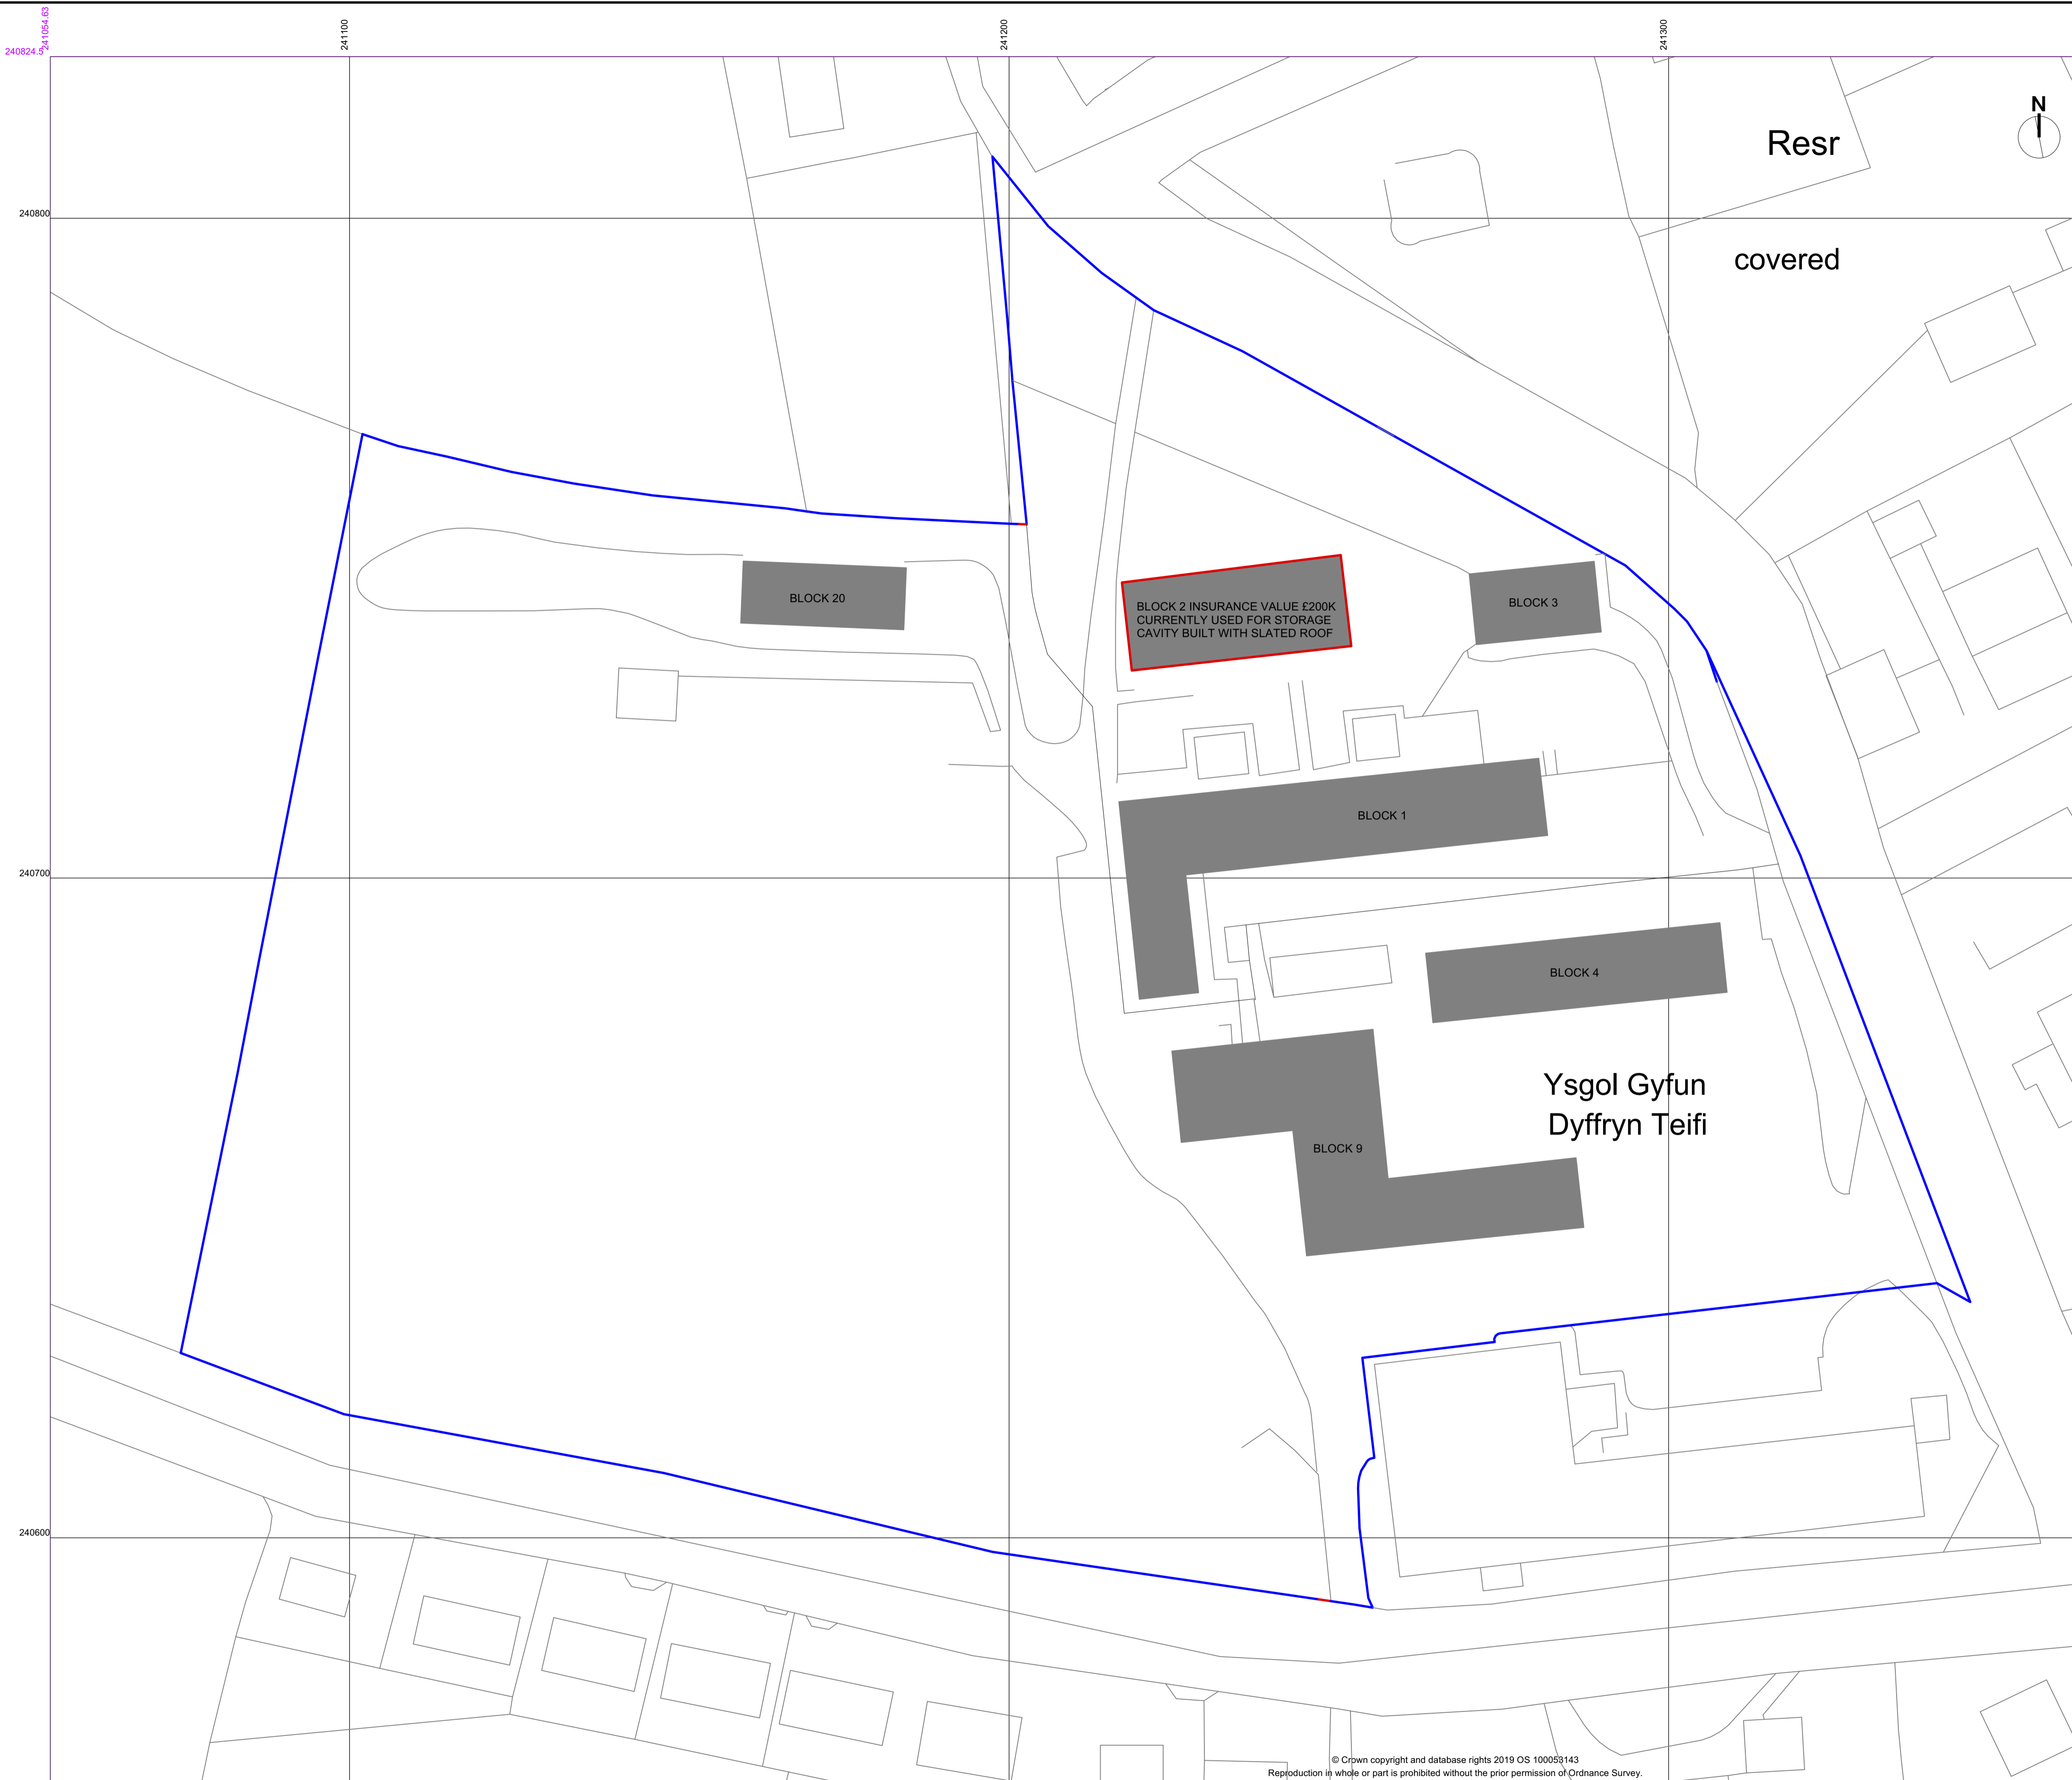 241054.63
240824.5
241100
241200
241300
N
Resr
240800
covered
BLOCK 20
BLOCK 2 INSURANCE VALUE £200K
CURRENTLY USED FOR STORAGE
CAVITY BUILT WITH SLATED ROOF
BLOCK 3
BLOCK 1
240700
BLOCK 4
Ysgol Gyfun
Dyffryn Teifi
BLOCK 9
240600
© Crown copyright and database rights 2019 OS 100053143
Reproduction in whole or part is prohibited without the prior permission of Ordnance Survey.